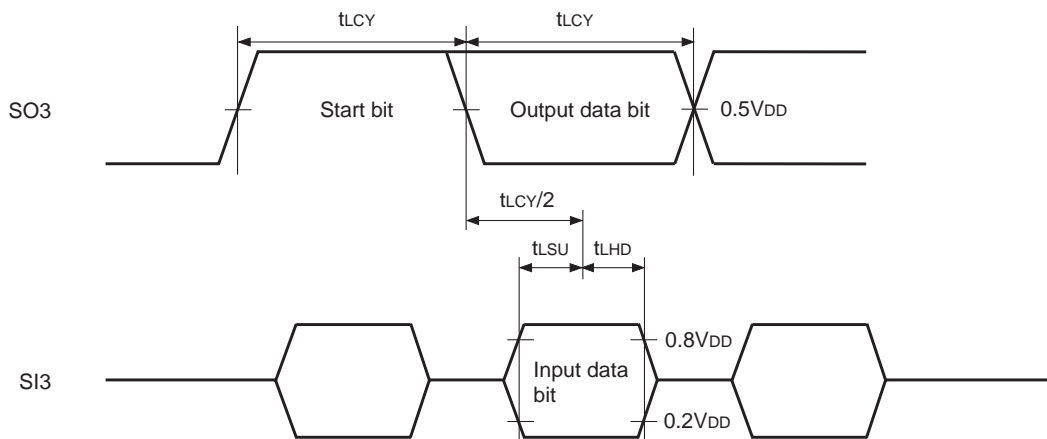 tLCY tLCY
SO3 Start bit Output data bit 0.5VDD
tLCY/2
tLSU tLHD
0.8VDD
SI3 Input data
bit
0.2VDD